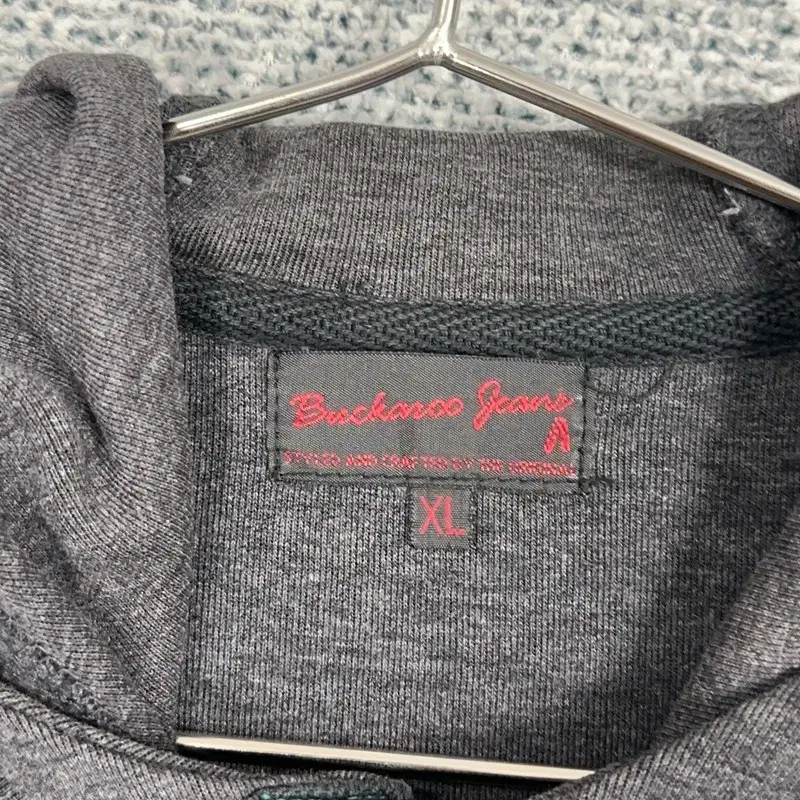 Buckaroo Jeans
STYLED AND CRAFTED BY THE ORIGINAL
XL